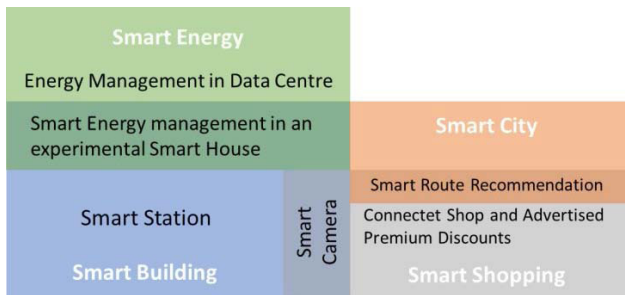 Smart Energy
Energy Management in Data Centre
Smart Energy management in an
experimental Smart House
Smart City
Smart Route Recommendation
Smart Station
Smart
Camera
Connectet Shop and Advertised
Premium Discounts
Smart Building
Smart Shopping